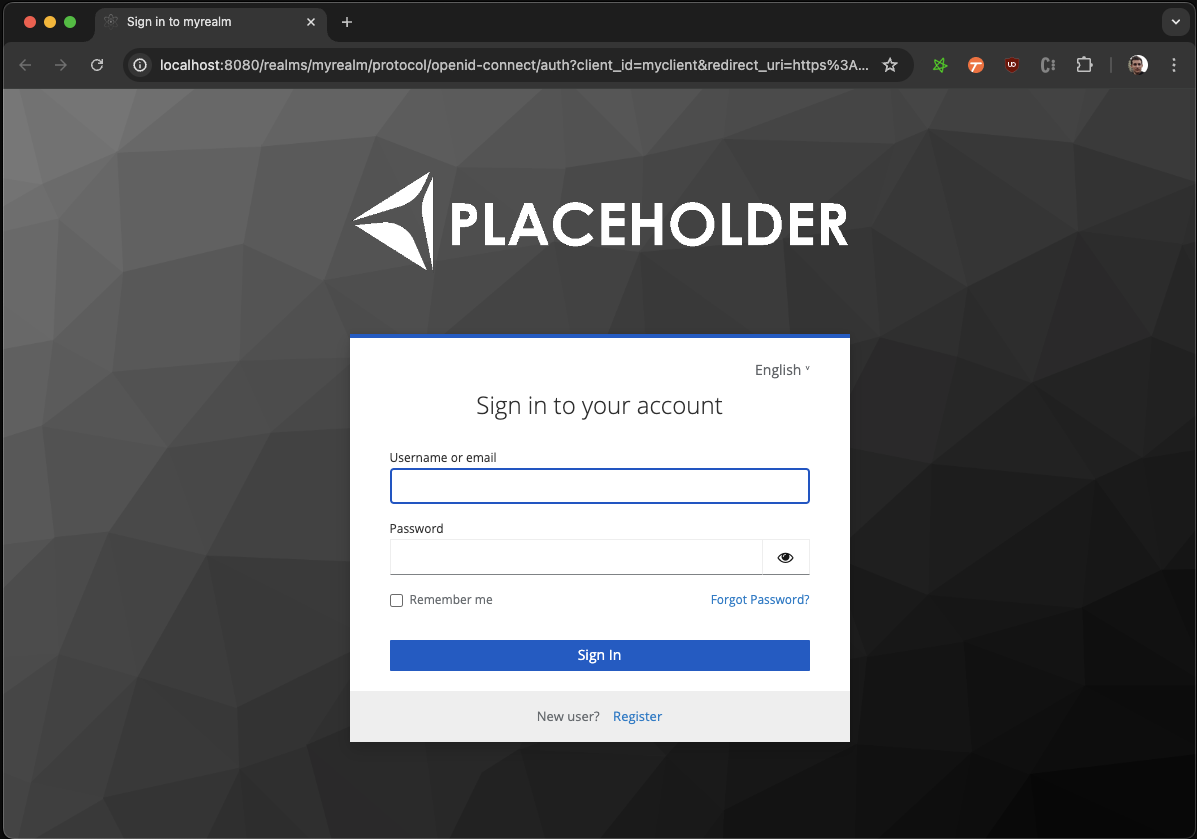 Sign in to myrealm
localhost:8080/realms/myrealm/protocol/openid-connect/auth?client_id=myclient&redirect_uri=https%3A...
PLACEHOLDER
English
Sign in to your account
Username or email
Password
Remember me
Forgot Password?
Sign In
New user? Register